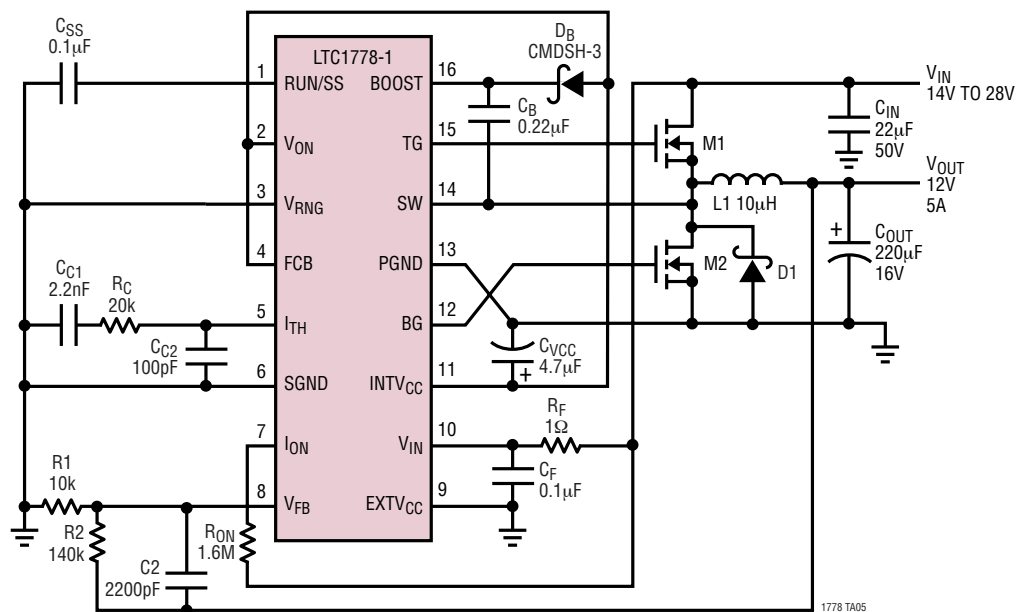 LTC1778-1
CSS
0.1µF
DB
CMDSH-3
1
RUN/SS
BOOST
16
CB
0.22µF
VIN
14V TO 28V
CIN
22µF
50V
2
VON
TG
15
M1
3
VRNG
SW
14
L1 10µH
VOUT
12V
5A
4
FCB
PGND
13
M2
D1
+
COUT
220µF
16V
CC1
2.2nF
RC
20k
5
ITH
BG
12
CC2
100pF
CVCC
4.7µF
+
6
SGND
INTVCC
11
RF
1Ω
7
ION
VIN
10
CF
0.1µF
R1
10k
8
VFB
EXTVCC
9
R2
140k
RON
1.6M
C2
2200pF
1778 TA05